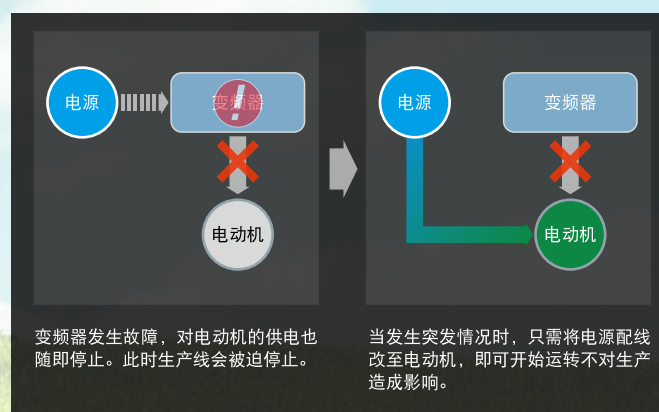 电源
变频器
电动机
电源
变频器
电动机
变频器发生故障，对电动机的供电也
随即停止。此时生产线会被迫停止。
当发生突发情况时，只需将电源配线
改至电动机，即可开始运转不对生产
造成影响。